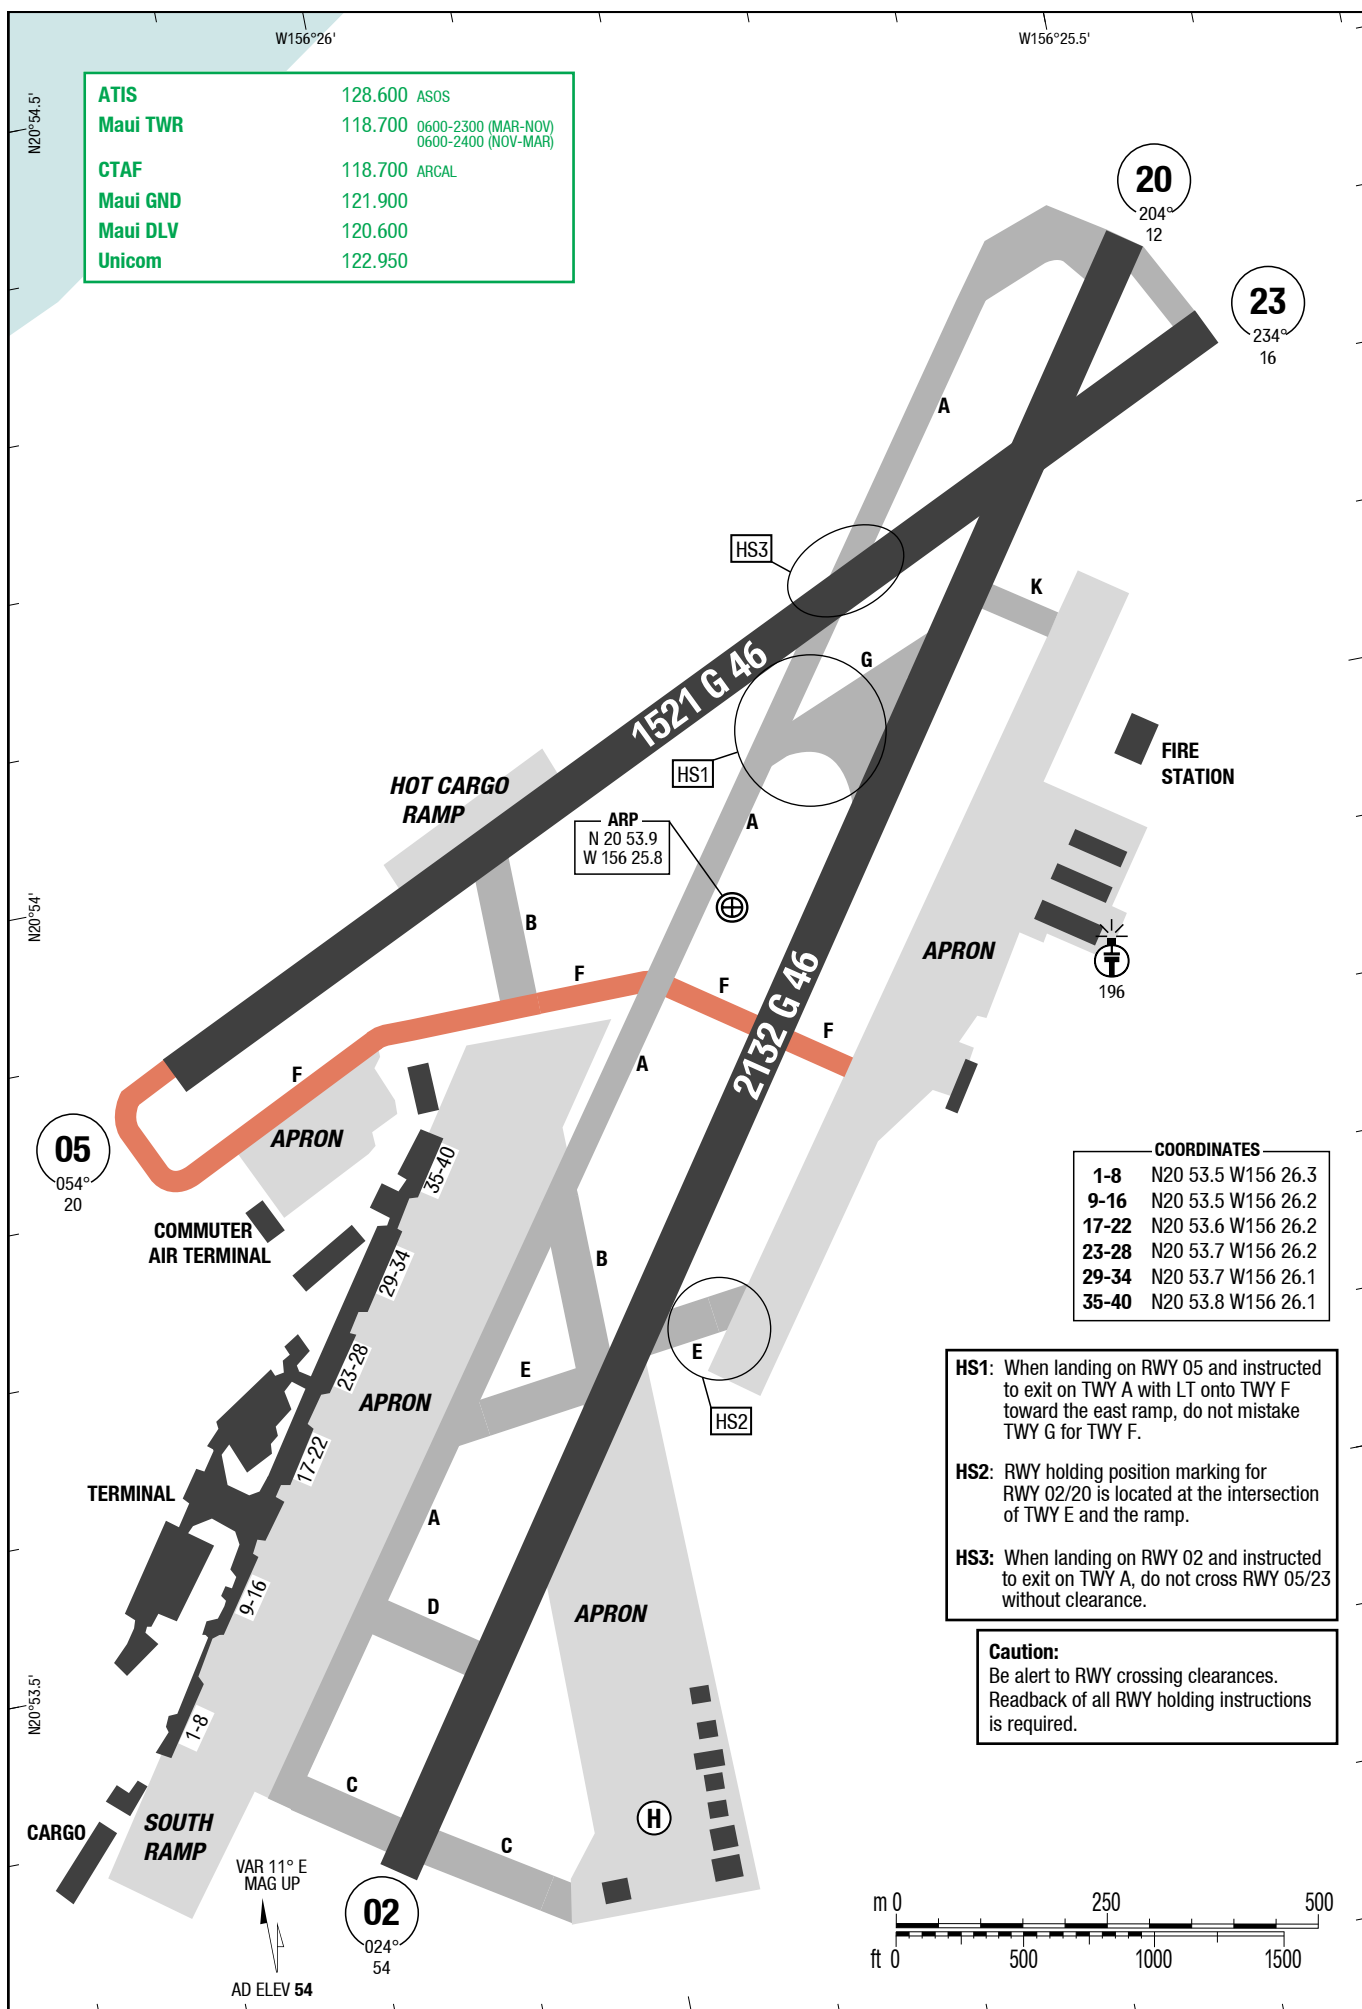 W156°26'
W156°25.5'
N20°54.5'
ATIS 128.600 ASOS
Maui TWR 118.700 0600-2300 (MAR-NOV)
0600-2400 (NOV-MAR)
CTAF 118.700 ARCAL
Maui GND 121.900
Maui DLV 120.600
Unicom 122.950
20
204°
12
23
234°
16
A
HS3
K
G
1521 G 46
HS1
FIRE
STATION
HOT CARGO
RAMP
ARP
N 20 53.9
W 156 25.8
A
N20°54'
B
APRON
2132 G 46
196
F
F
F
F
A
05
054°
20
APRON
35-40
COMMUTER
AIR TERMINAL
29-34
B
COORDINATES
1-8 N20 53.5 W156 26.3
9-16 N20 53.5 W156 26.2
17-22 N20 53.6 W156 26.2
23-28 N20 53.7 W156 26.2
29-34 N20 53.7 W156 26.1
35-40 N20 53.8 W156 26.1
23-28
E
E
APRON
HS2
17-22
TERMINAL
A
HS1: When landing on RWY 05 and instructed
to exit on TWY A with LT onto TWY F
toward the east ramp, do not mistake
TWY G for TWY F.
HS2: RWY holding position marking for
RWY 02/20 is located at the intersection
of TWY E and the ramp.
HS3: When landing on RWY 02 and instructed
to exit on TWY A, do not cross RWY 05/23
without clearance.
9-16
D
APRON
Caution:
Be alert to RWY crossing clearances.
Readback of all RWY holding instructions
is required.
N20°53.5'
1-8
C
C
H
CARGO
SOUTH
RAMP
VAR 11° E
MAG UP
02
024°
54
AD ELEV 54
m 0 250 500
ft 0 500 1000 1500